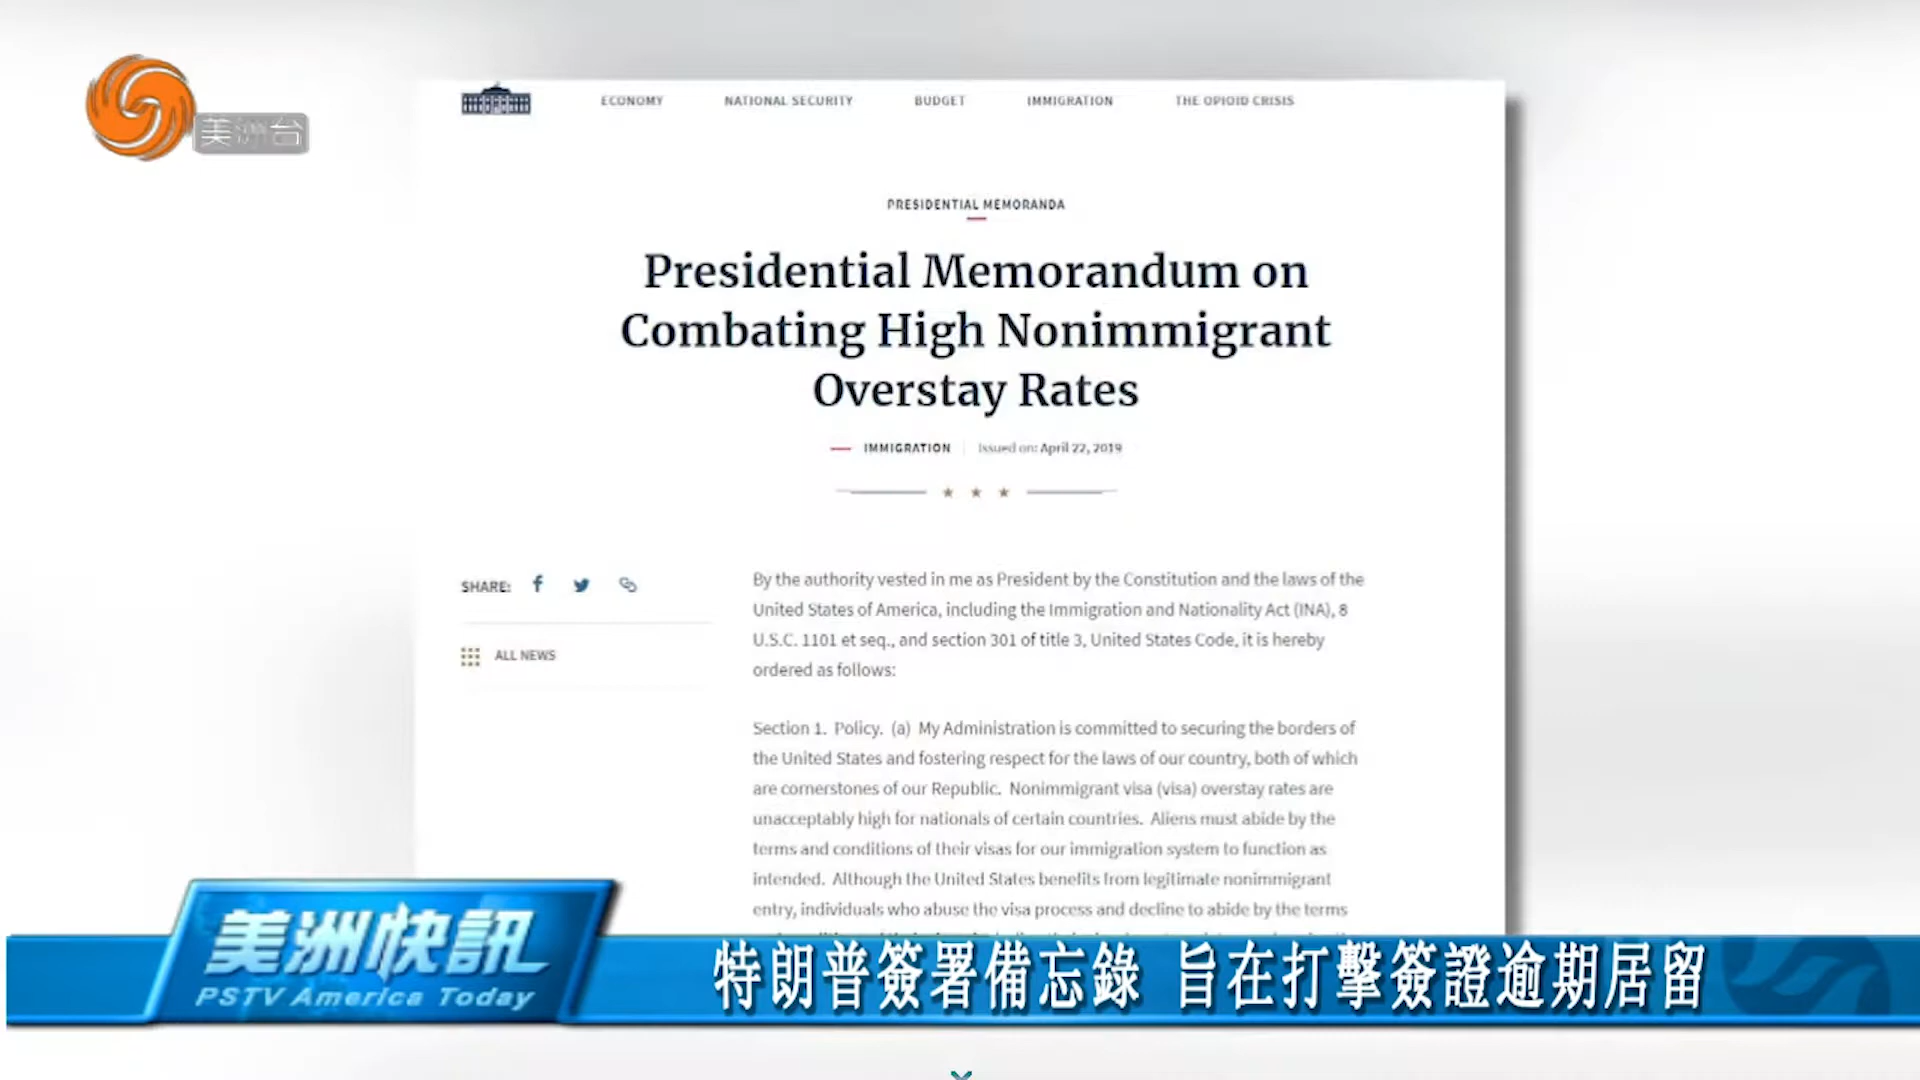 美洲台
ECONOMY NATIONAL SECURITY BUDGET IMMIGRATION THE OPIOID CRISIS
PRESIDENTIAL MEMORANDA
Presidential Memorandum on
Combating High Nonimmigrant
Overstay Rates
IMMIGRATION Issued on: April 22, 2019
SHARE:
ALL NEWS
By the authority vested in me as President by the Constitution and the laws of the
United States of America, including the Immigration and Nationality Act (INA), 8
U.S.C. 1101 et seq., and section 301 of title 3, United States Code, it is hereby
ordered as follows:
Section 1. Policy. (a) My Administration is committed to securing the borders of
the United States and fostering respect for the laws of our country, both of which
are cornerstones of our Republic. Nonimmigrant visa (visa) overstay rates are
unacceptably high for nationals of certain countries. Aliens must abide by the
terms and conditions of their visas for our immigration system to function as
intended. Although the United States benefits from legitimate nonimmigrant
entry, individuals who abuse the visa process and decline to abide by the terms
美洲快訊
PSTV America Today
特朗普簽署備忘錄 旨在打擊簽證逾期居留